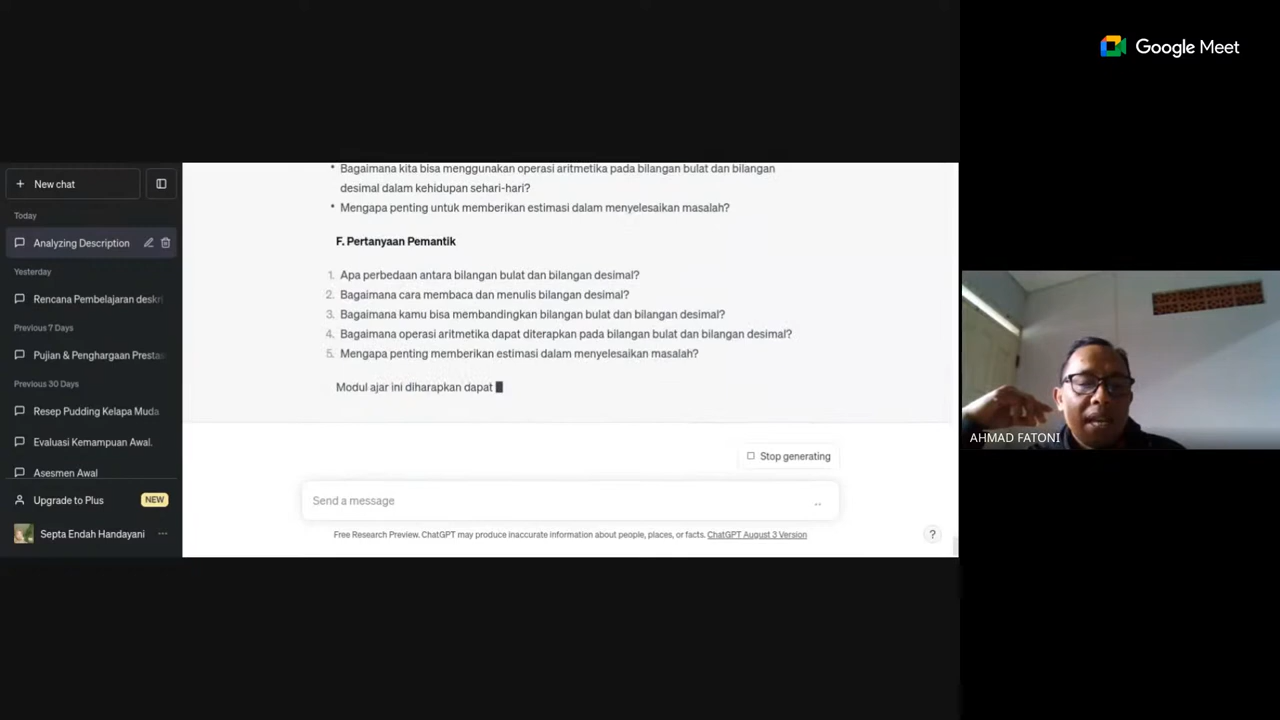 Google Meet
New chat
Today
Analyzing Description
Yesterday
Rencana Pembelajaran deskri
Previous 7 Days
Pujian & Penghargaan Prestas
Previous 30 Days
Resep Pudding Kelapa Muda
Evaluasi Kemampuan Awal.
Asesmen Awal
Upgrade to Plus NEW
Septa Endah Handayani
• Bagaimana kita bisa menggunakan operasi aritmetika pada bilangan bulat dan bilangan
desimal dalam kehidupan sehari-hari?
• Mengapa penting untuk memberikan estimasi dalam menyelesaikan masalah?
F. Pertanyaan Pemantik
1. Apa perbedaan antara bilangan bulat dan bilangan desimal?
2. Bagaimana cara membaca dan menulis bilangan desimal?
3. Bagaimana kamu bisa membandingkan bilangan bulat dan bilangan desimal?
4. Bagaimana operasi aritmetika dapat diterapkan pada bilangan bulat dan bilangan desimal?
5. Mengapa penting memberikan estimasi dalam menyelesaikan masalah?
Modul ajar ini diharapkan dapat
Stop generating
Send a message
Free Research Preview. ChatGPT may produce inaccurate information about people, places, or facts. ChatGPT August 3 Version
?
AHMAD FATONI